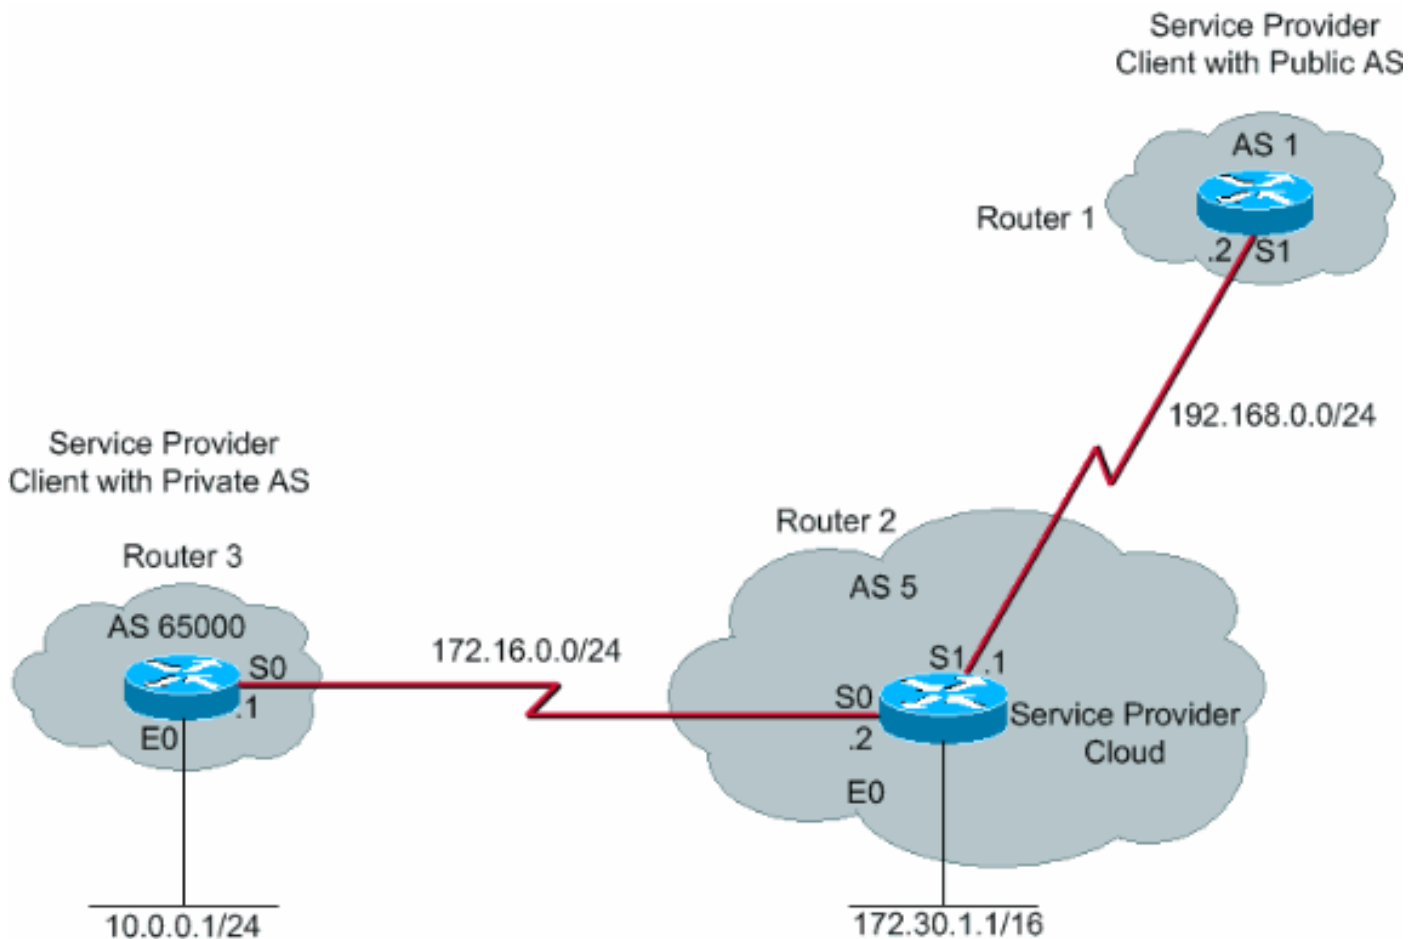 Service Provider
Client with Public AS
AS 1
Router 1
.2 S1
192.168.0.0/24
Service Provider
Client with Private AS
Router 3
AS 65000
S0
.1
E0
10.0.0.1/24
172.16.0.0/24
Router 2
AS 5
S1 .1
S0
.2
Service Provider
Cloud
E0
172.30.1.1/16